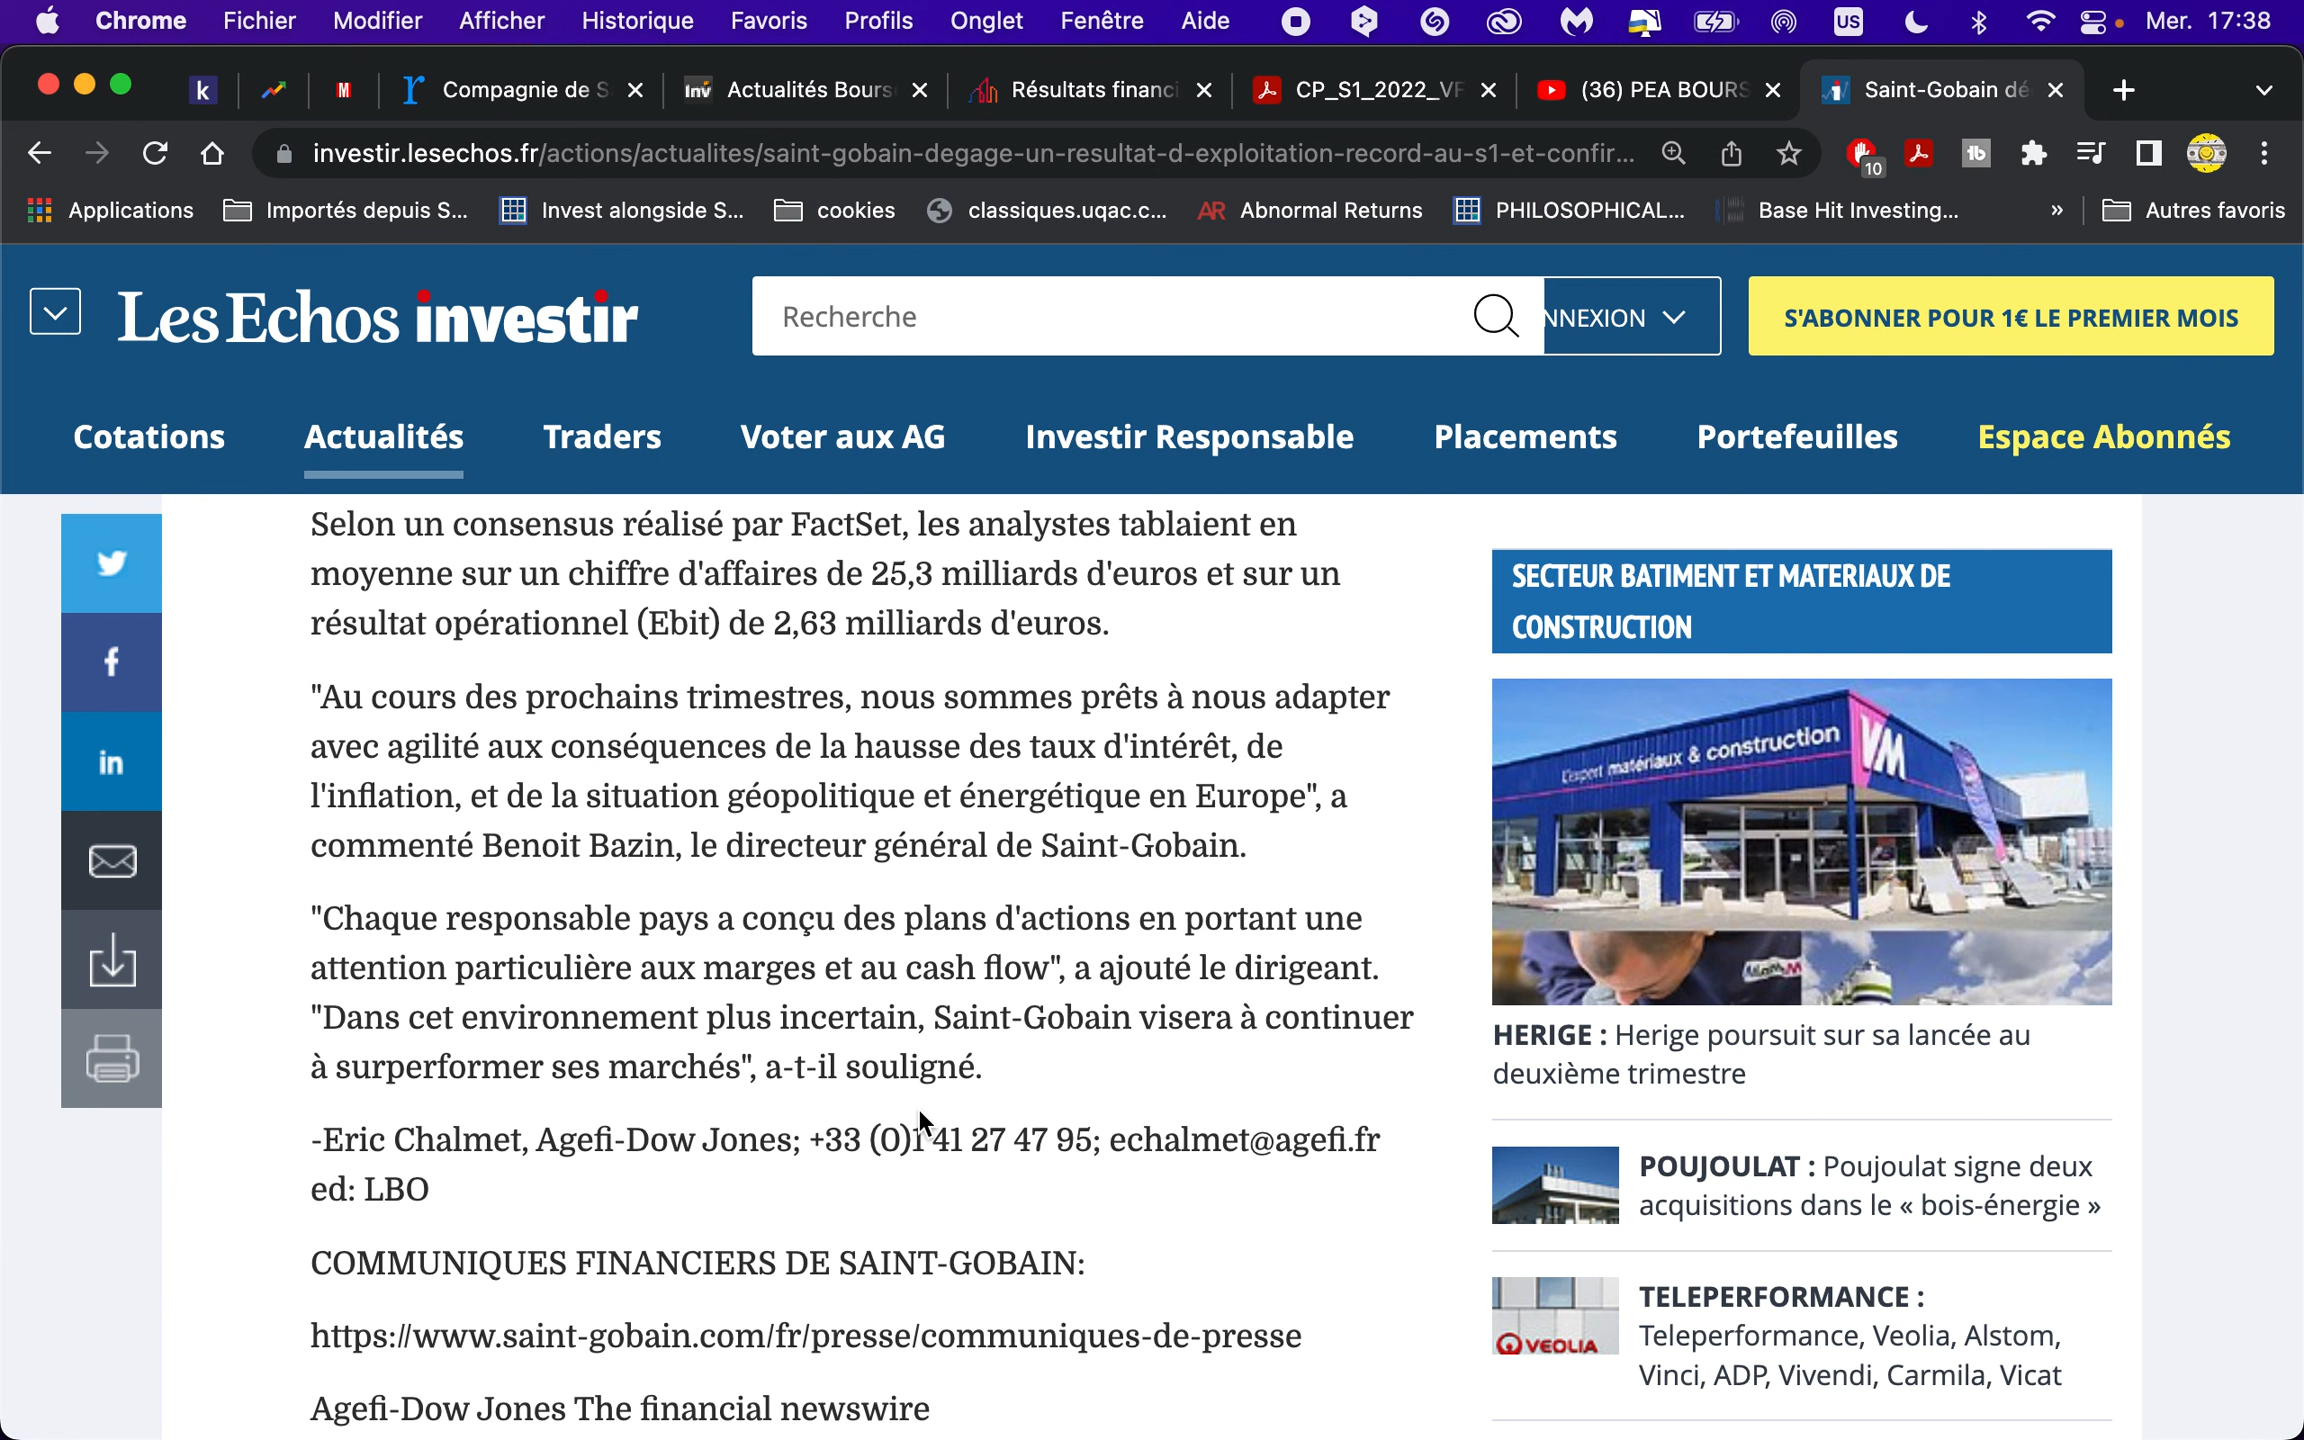 Chrome Fichier Modifier Afficher Historique Favoris Profils Onglet Fenêtre Aide US Mer. 17:38
k M Compagnie de S Inv Actualités Bours Résultats financi CP_S1_2022_VF (36) PEA BOURS Saint-Gobain dé
investir.lesechos.fr/actions/actualites/saint-gobain-degage-un-resultat-d-exploitation-record-au-s1-et-confir... 10 tb
Applications Importés depuis S... Invest alongside S... cookies classiques.uqac.c... AR Abnormal Returns PHILOSOPHICAL... Base Hit Investing... » Autres favoris
Les Echos investir Recherche NNEXION S'ABONNER POUR 1€ LE PREMIER MOIS
Cotations Actualités Traders Voter aux AG Investir Responsable Placements Portefeuilles Espace Abonnés
Selon un consensus réalisé par FactSet, les analystes tablaient en
moyenne sur un chiffre d'affaires de 25,3 milliards d'euros et sur un
résultat opérationnel (Ebit) de 2,63 milliards d'euros.
"Au cours des prochains trimestres, nous sommes prêts à nous adapter
avec agilité aux conséquences de la hausse des taux d'intérêt, de
l'inflation, et de la situation géopolitique et énergétique en Europe", a
commenté Benoit Bazin, le directeur général de Saint-Gobain.
"Chaque responsable pays a conçu des plans d'actions en portant une
attention particulière aux marges et au cash flow", a ajouté le dirigeant.
"Dans cet environnement plus incertain, Saint-Gobain visera à continuer
à surperformer ses marchés", a-t-il souligné.
-Eric Chalmet, Agefi-Dow Jones; +33 (0)1 41 27 47 95; echalmet@agefi.fr
ed: LBO
COMMUNIQUES FINANCIERS DE SAINT-GOBAIN:
https://www.saint-gobain.com/fr/presse/communiques-de-presse
Agefi-Dow Jones The financial newswire
SECTEUR BATIMENT ET MATERIAUX DE
CONSTRUCTION
L'expert matériaux & construction VM
HERIGE : Herige poursuit sur sa lancée au
deuxième trimestre
POUJOULAT : Poujoulat signe deux
acquisitions dans le « bois-énergie »
VEOLIA
TELEPERFORMANCE :
Teleperformance, Veolia, Alstom,
Vinci, ADP, Vivendi, Carmila, Vicat